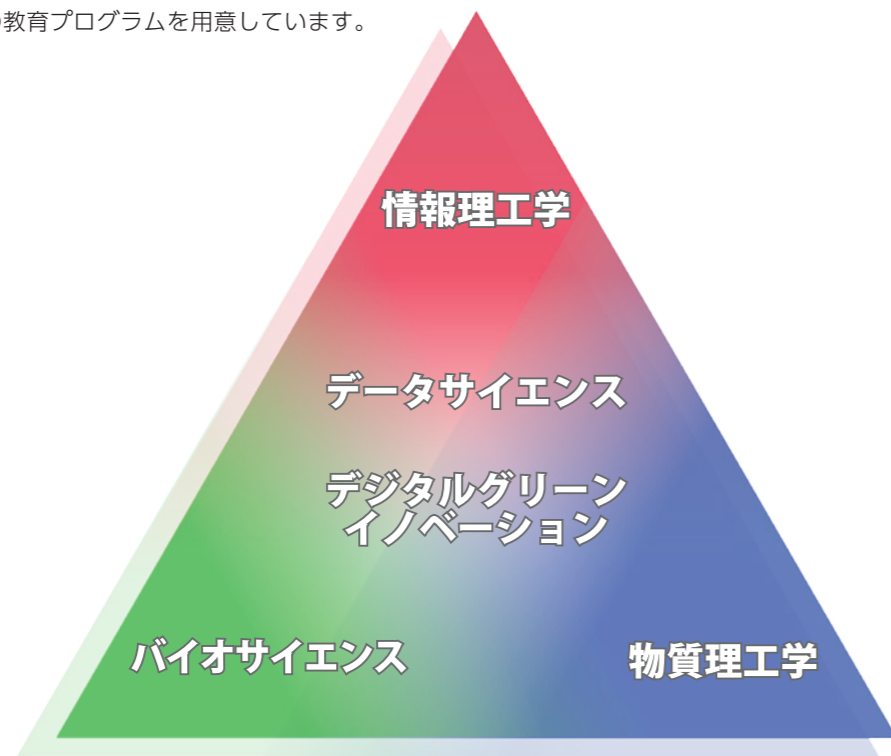 教育プログラムを用意しています。
情報理工学
データサイエンス
デジタルグリーン
イノベーション
バイオサイエンス
物質理工学